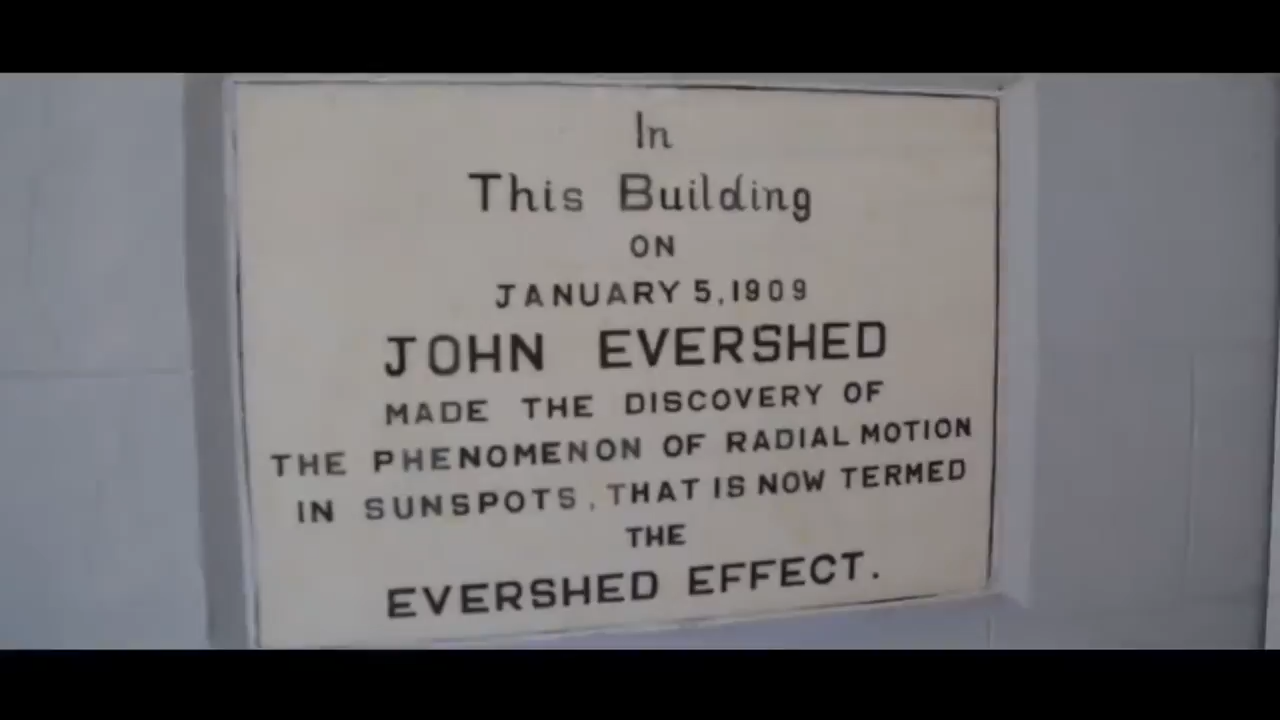 In
This Building
ON
JANUARY 5,1909
JOHN EVERSHED
MADE THE DISCOVERY OF
THE PHENOMENON OF RADIAL MOTION
IN SUNSPOTS, THAT IS NOW TERMED
THE
EVERSHED EFFECT.